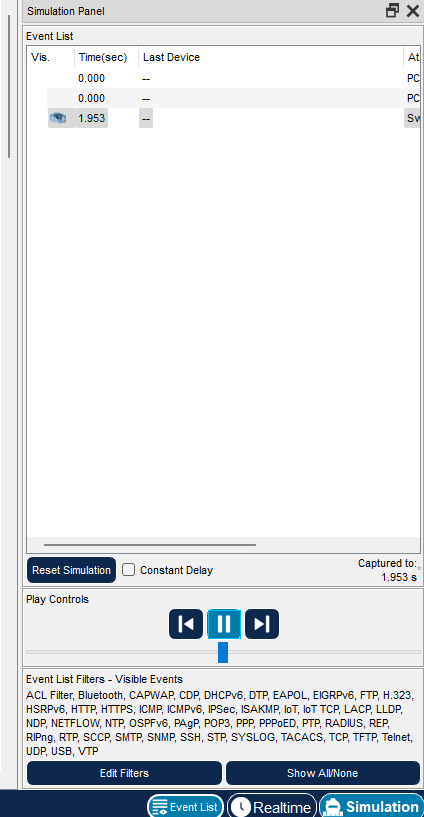 Simulation Panel
Event List
Vis. Time(sec) Last Device At
0.000 -- PC
0.000 -- PC
1.953 -- Sw
Reset Simulation Constant Delay Captured to:
1.953 s
Play Controls
Event List Filters - Visible Events
ACL Filter, Bluetooth, CAPWAP, CDP, DHCPv6, DTP, EAPOL, EIGRPv6, FTP, H.323,
HSRPv6, HTTP, HTTPS, ICMP, ICMPv6, IPSec, ISAKMP, IoT, IoT TCP, LACP, LLDP,
NDP, NETFLOW, NTP, OSPFv6, PAgP, POP3, PPP, PPPoED, PTP, RADIUS, REP,
RIPng, RTP, SCCP, SMTP, SNMP, SSH, STP, SYSLOG, TACACS, TCP, TFTP, Telnet,
UDP, USB, VTP
Edit Filters Show All/None
Event List Realtime Simulation